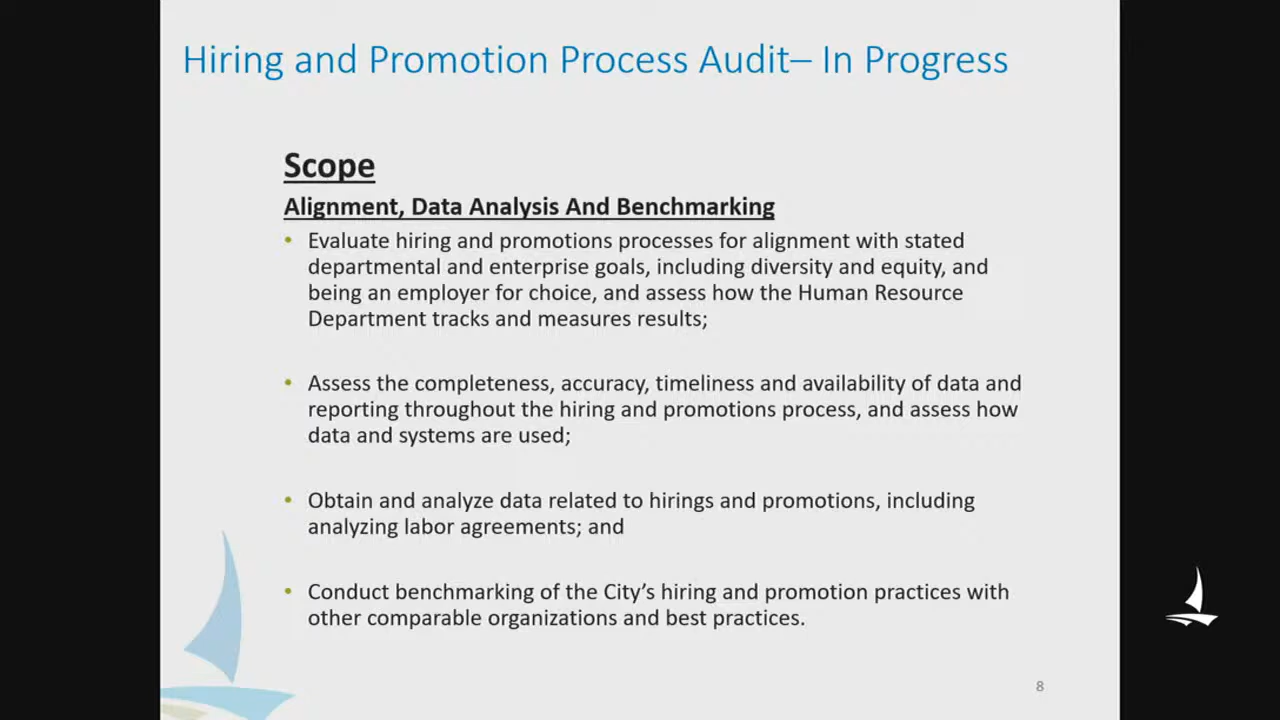 Hiring and Promotion Process Audit– In Progress
Scope
Alignment, Data Analysis And Benchmarking
• Evaluate hiring and promotions processes for alignment with stated
departmental and enterprise goals, including diversity and equity, and
being an employer for choice, and assess how the Human Resource
Department tracks and measures results;
• Assess the completeness, accuracy, timeliness and availability of data and
reporting throughout the hiring and promotions process, and assess how
data and systems are used;
• Obtain and analyze data related to hirings and promotions, including
analyzing labor agreements; and
• Conduct benchmarking of the City’s hiring and promotion practices with
other comparable organizations and best practices.
8